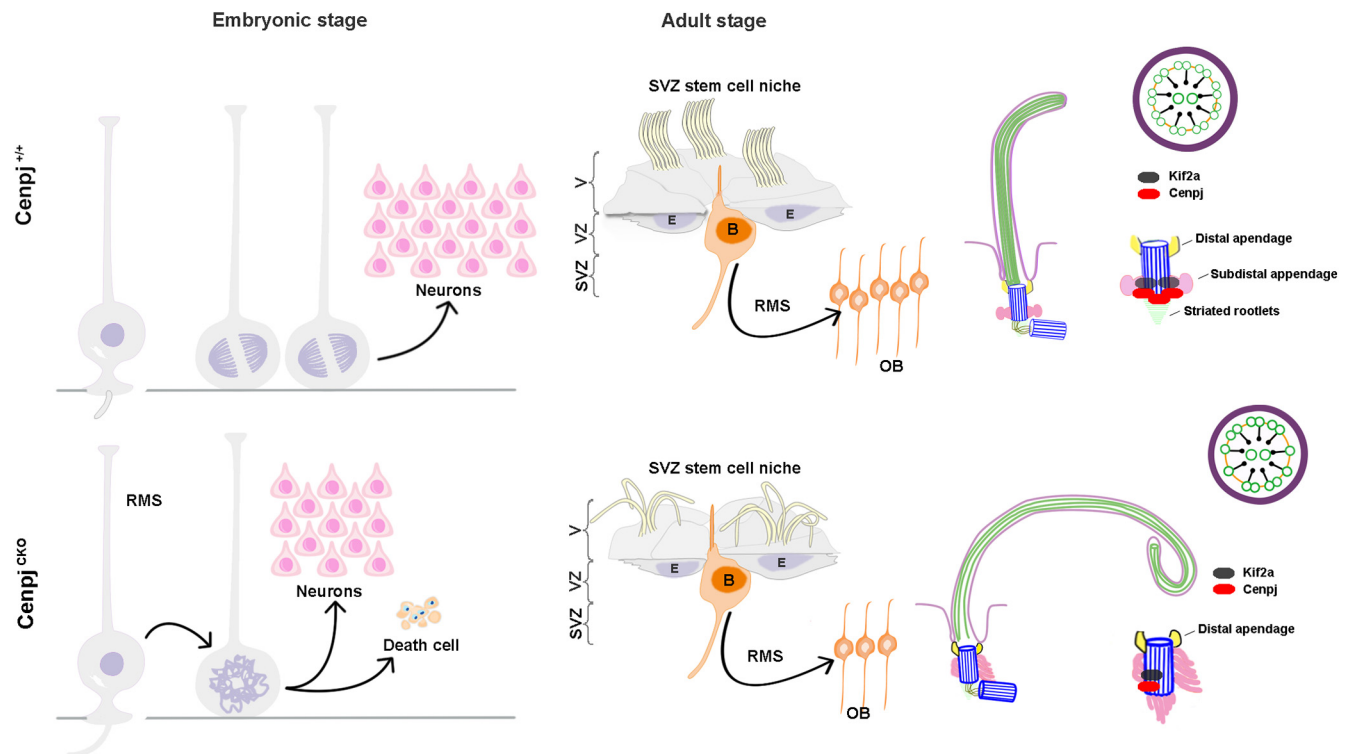 Embryonic stage
Adult stage
Cenpj +/+
Neurons
SVZ stem cell niche
V
VZ
SVZ
E
B
E
RMS
OB
Kif2a
Cenpj
Distal apendage
Subdistal appendage
Striated rootlets
Cenpj CKO
RMS
Neurons
Death cell
SVZ stem cell niche
V
VZ
SVZ
E
B
E
RMS
OB
Kif2a
Cenpj
Distal apendage